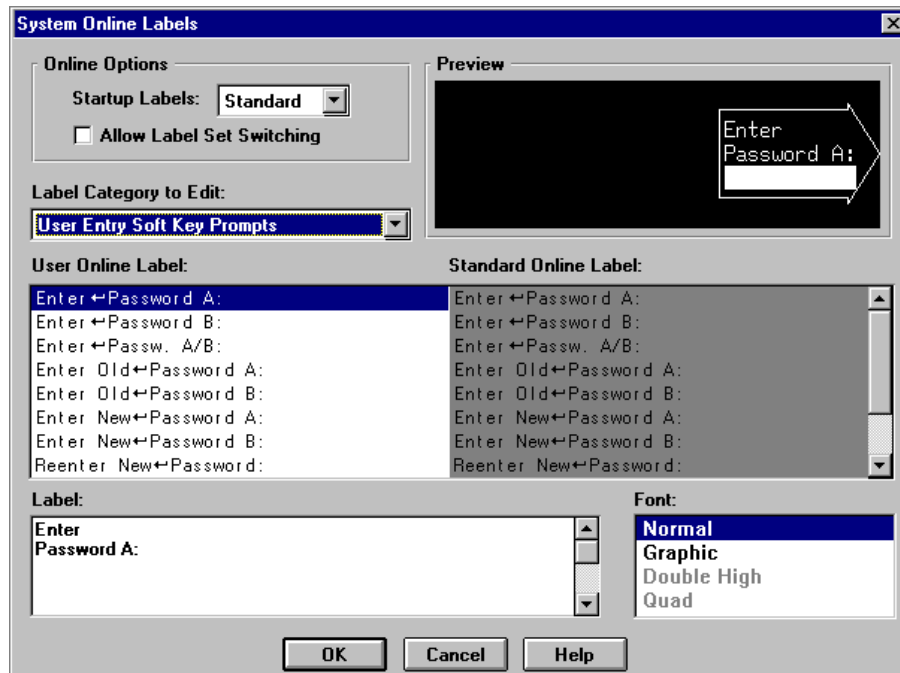 System Online Labels
Online Options
Startup Labels: Standard
Allow Label Set Switching
Preview
Enter
Password A:
Label Category to Edit:
User Entry Soft Key Prompts
User Online Label: Standard Online Label:
Enter↵Password A: Enter↵Password A:
Enter↵Password B: Enter↵Password B:
Enter↵Passw. A/B: Enter↵Passw. A/B:
Enter Old↵Password A: Enter Old↵Password A:
Enter Old↵Password B: Enter Old↵Password B:
Enter New↵Password A: Enter New↵Password A:
Enter New↵Password B: Enter New↵Password B:
Reenter New↵Password: Reenter New↵Password:
Label:
Enter
Password A:
Font:
Normal
Graphic
Double High
Quad
OK Cancel Help